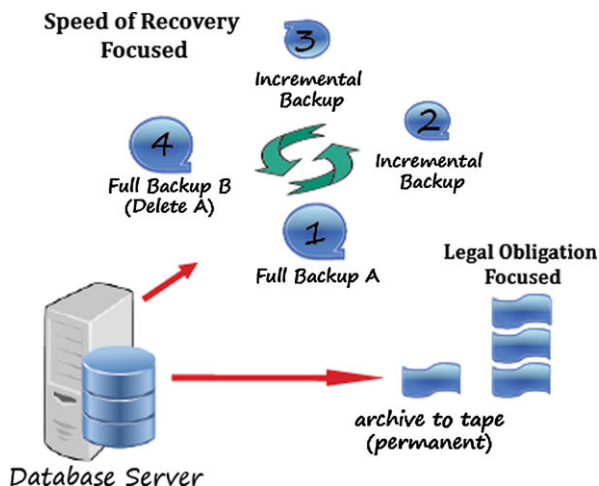 Speed of Recovery
Focused
3
Incremental
Backup
2
Incremental
Backup
4
Full Backup B
(Delete A)
1
Full Backup A
Legal Obligation
Focused
archive to tape
(permanent)
Database Server